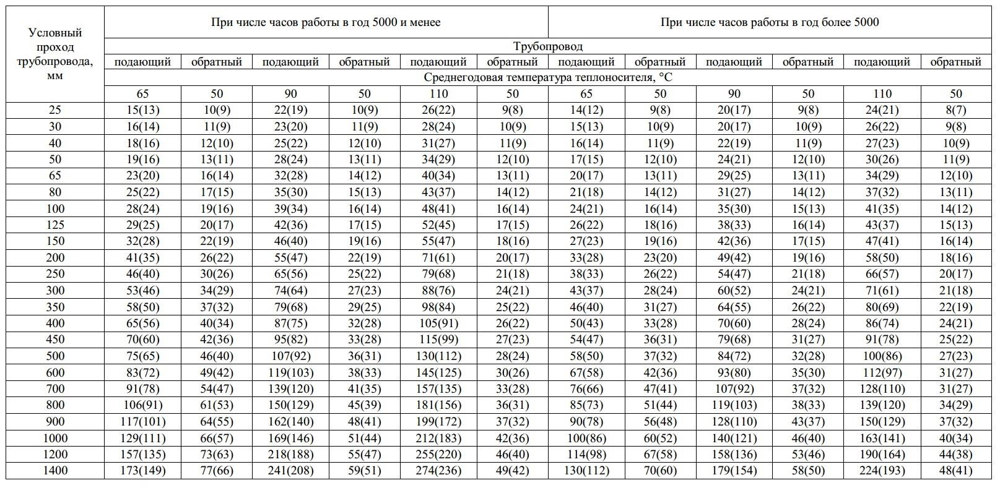 Условный проход трубопровода, мм | При числе часов работы в год 5000 и менее | При числе часов работы в год более 5000
Трубопровод
подающий | обратный | подающий | обратный | подающий | обратный | подающий | обратный | подающий | обратный | подающий | обратный
Среднегодовая температура теплоносителя, °С
65 | 50 | 90 | 50 | 110 | 50 | 65 | 50 | 90 | 50 | 110 | 50
25 | 15(13) | 10(9) | 22(19) | 10(9) | 26(22) | 9(8) | 14(12) | 9(8) | 20(17) | 9(8) | 24(21) | 8(7)
30 | 16(14) | 11(9) | 23(20) | 11(9) | 28(24) | 10(9) | 15(13) | 10(9) | 20(17) | 10(9) | 26(22) | 9(8)
40 | 18(16) | 12(10) | 25(22) | 12(10) | 31(27) | 11(9) | 16(14) | 11(9) | 22(19) | 11(9) | 27(23) | 10(9)
50 | 19(16) | 13(11) | 28(24) | 13(11) | 34(29) | 12(10) | 17(15) | 12(10) | 24(21) | 12(10) | 30(26) | 11(9)
65 | 23(20) | 16(14) | 32(28) | 14(12) | 40(34) | 13(11) | 20(17) | 13(11) | 29(25) | 13(11) | 34(29) | 12(10)
80 | 25(22) | 17(15) | 35(30) | 15(13) | 43(37) | 14(12) | 21(18) | 14(12) | 31(27) | 14(12) | 37(32) | 13(11)
100 | 28(24) | 19(16) | 39(34) | 16(14) | 48(41) | 16(14) | 24(21) | 16(14) | 35(30) | 15(13) | 41(35) | 14(12)
125 | 29(25) | 20(17) | 42(36) | 17(15) | 52(45) | 17(15) | 26(22) | 18(16) | 38(33) | 16(14) | 43(37) | 15(13)
150 | 32(28) | 22(19) | 46(40) | 19(16) | 55(47) | 18(16) | 27(23) | 19(16) | 42(36) | 17(15) | 47(41) | 16(14)
200 | 41(35) | 26(22) | 55(47) | 22(19) | 71(61) | 20(17) | 33(28) | 23(20) | 49(42) | 19(16) | 58(50) | 18(16)
250 | 46(40) | 30(26) | 65(56) | 25(22) | 79(68) | 21(18) | 38(33) | 26(22) | 54(47) | 21(18) | 66(57) | 20(17)
300 | 53(46) | 34(29) | 74(64) | 27(23) | 88(76) | 24(21) | 43(37) | 28(24) | 60(52) | 24(21) | 71(61) | 21(18)
350 | 58(50) | 37(32) | 79(68) | 29(25) | 98(84) | 25(22) | 46(40) | 31(27) | 64(55) | 26(22) | 80(69) | 22(19)
400 | 65(56) | 40(34) | 87(75) | 32(28) | 105(91) | 26(22) | 50(43) | 33(28) | 70(60) | 28(24) | 86(74) | 24(21)
450 | 70(60) | 42(36) | 95(82) | 33(28) | 115(99) | 27(23) | 54(47) | 36(31) | 79(68) | 31(27) | 91(78) | 25(22)
500 | 75(65) | 46(40) | 107(92) | 36(31) | 130(112) | 28(24) | 58(50) | 37(32) | 84(72) | 32(28) | 100(86) | 27(23)
600 | 83(72) | 49(42) | 119(103) | 38(33) | 145(125) | 30(26) | 67(58) | 42(36) | 93(80) | 35(30) | 112(97) | 31(27)
700 | 91(78) | 54(47) | 139(120) | 41(35) | 157(135) | 33(28) | 76(66) | 47(41) | 107(92) | 37(32) | 128(110) | 31(27)
800 | 106(91) | 61(53) | 150(129) | 45(39) | 181(156) | 36(31) | 85(73) | 51(44) | 119(103) | 38(33) | 139(120) | 34(29)
900 | 117(101) | 64(55) | 162(140) | 48(41) | 199(172) | 37(32) | 90(78) | 56(48) | 128(110) | 43(37) | 150(129) | 37(32)
1000 | 129(111) | 66(57) | 169(146) | 51(44) | 212(183) | 42(36) | 100(86) | 60(52) | 140(121) | 46(40) | 163(141) | 40(34)
1200 | 157(135) | 73(63) | 218(188) | 55(47) | 255(220) | 46(40) | 114(98) | 67(58) | 158(136) | 53(46) | 190(164) | 44(38)
1400 | 173(149) | 77(66) | 241(208) | 59(51) | 274(236) | 49(42) | 130(112) | 70(60) | 179(154) | 58(50) | 224(193) | 48(41)